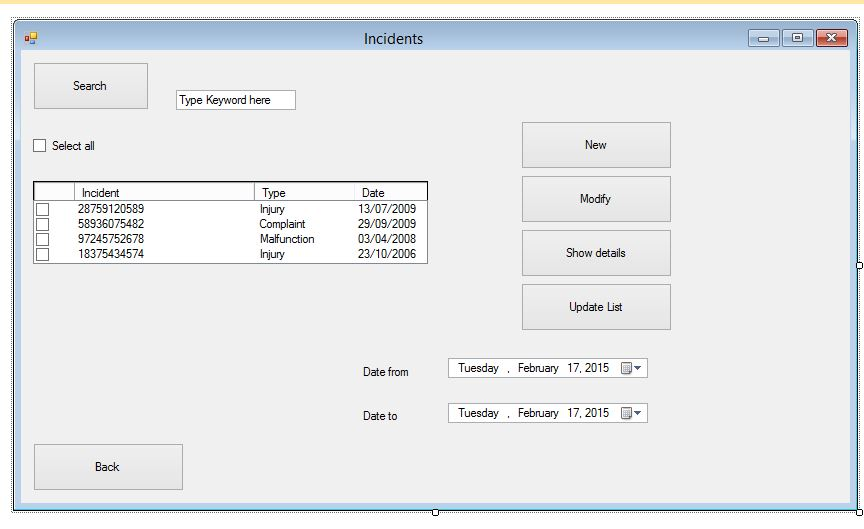 Incidents
Search
Type Keyword here
Select all
New
Incident Type Date
28759120589 Injury 13/07/2009
58936075482 Complaint 29/09/2009
97245752678 Malfunction 03/04/2008
18375434574 Injury 23/10/2006
Modify
Show details
Update List
Date from Tuesday , February 17, 2015
Date to Tuesday , February 17, 2015
Back